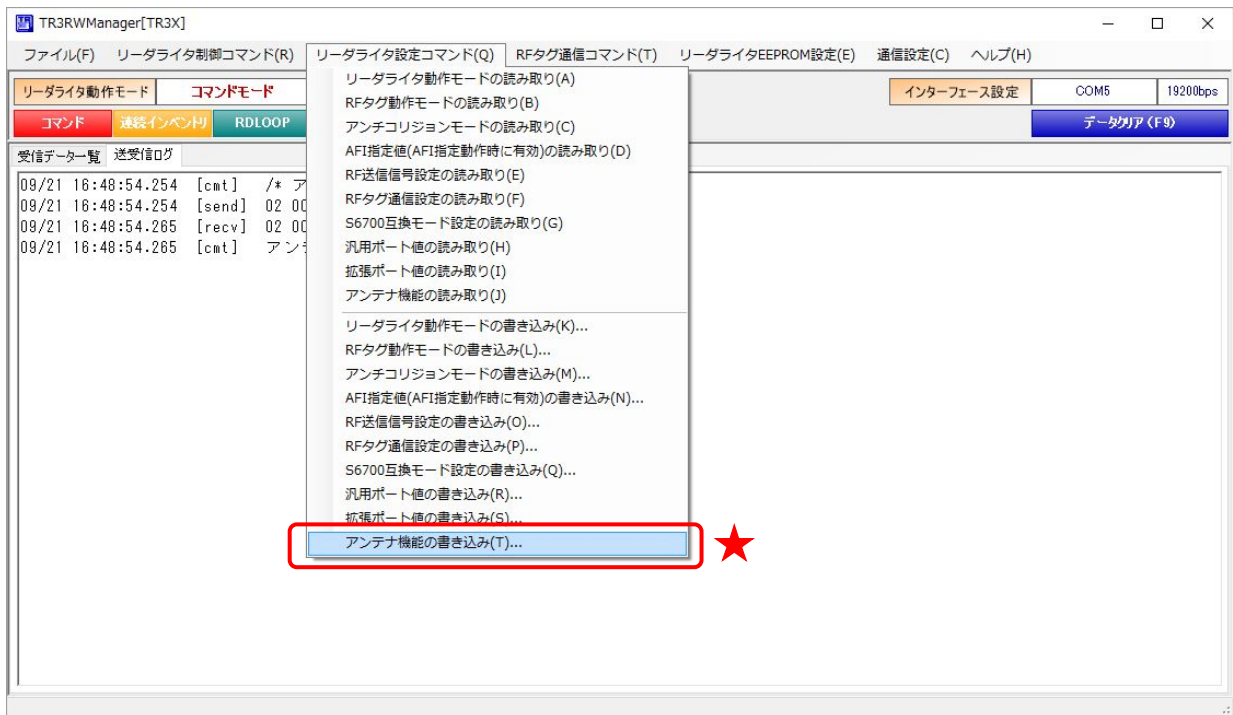 TR3RWManager[TR3X]
ファイル(F) リーダライタ制御コマンド(R) リーダライタ設定コマンド(Q) RFタグ通信コマンド(T) リーダライタEEPROM設定(E) 通信設定(C) ヘルプ(H)
リーダライタ動作モード コマンドモード インターフェース設定 COM5 19200bps
コマンド 連続インベントリ RDLOOP データクリア(F9)
受信データ一覧 送受信ログ
09/21 16:48:54.254 [cmt] /* ア
09/21 16:48:54.254 [send] 02 00
09/21 16:48:54.265 [recv] 02 00
09/21 16:48:54.265 [cmt] アンテ
リーダライタ動作モードの読み取り(A)
RFタグ動作モードの読み取り(B)
アンチコリジョンモードの読み取り(C)
AFI指定値(AFI指定動作時に有効)の読み取り(D)
RF送信信号設定の読み取り(E)
RFタグ通信設定の読み取り(F)
S6700互換モード設定の読み取り(G)
汎用ポート値の読み取り(H)
拡張ポート値の読み取り(I)
アンテナ機能の読み取り(J)
リーダライタ動作モードの書き込み(K)...
RFタグ動作モードの書き込み(L)...
アンチコリジョンモードの書き込み(M)...
AFI指定値(AFI指定動作時に有効)の書き込み(N)...
RF送信信号設定の書き込み(O)...
RFタグ通信設定の書き込み(P)...
S6700互換モード設定の書き込み(Q)...
汎用ポート値の書き込み(R)...
拡張ポート値の書き込み(S)...
アンテナ機能の書き込み(T)...